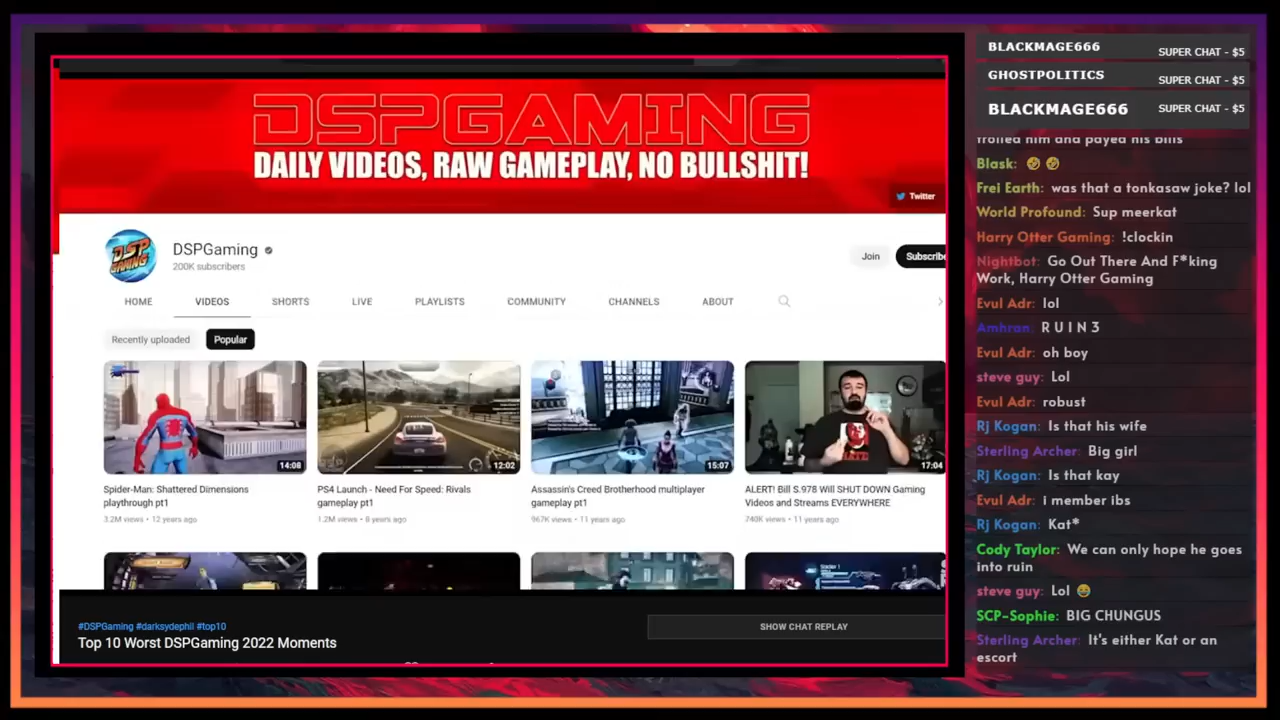 DSPGAMING
DAILY VIDEOS, RAW GAMEPLAY, NO BULLSHIT!
Twitter
DSP GAMING
DSPGaming
200K subscribers
Join
Subscribe
HOME
VIDEOS
SHORTS
LIVE
PLAYLISTS
COMMUNITY
CHANNELS
ABOUT
Recently uploaded
Popular
14:08
12:02
15:07
17:04
Spider-Man: Shattered Dimensions
playthrough pt1
3.2M views • 12 years ago
PS4 Launch - Need For Speed: Rivals
gameplay pt1
1.2M views • 8 years ago
Assassin's Creed Brotherhood multiplayer
gameplay pt1
967K views • 11 years ago
ALERT! Bill S.978 Will SHUT DOWN Gaming
Videos and Streams EVERYWHERE
740K views • 11 years ago
#DSPGaming #darksydephil #top10
Top 10 Worst DSPGaming 2022 Moments
SHOW CHAT REPLAY
BLACKMAGE666 SUPER CHAT - $5
GHOSTPOLITICS SUPER CHAT - $5
BLACKMAGE666 SUPER CHAT - $5
trolled him and payed his bills
Blask: 🤣 🤣
Frei Earth: was that a tonkasaw joke? lol
World Profound: Sup meerkat
Harry Otter Gaming: !clockin
Nightbot: Go Out There And F*king
Work, Harry Otter Gaming
Evul Adr: lol
Amhran: R U I N 3
Evul Adr: oh boy
steve guy: Lol
Evul Adr: robust
Rj Kogan: Is that his wife
Sterling Archer: Big girl
Rj Kogan: Is that kay
Evul Adr: i member ibs
Rj Kogan: Kat*
Cody Taylor: We can only hope he goes
into ruin
steve guy: Lol 😂
SCP-Sophie: BIG CHUNGUS
Sterling Archer: It's either Kat or an
escort